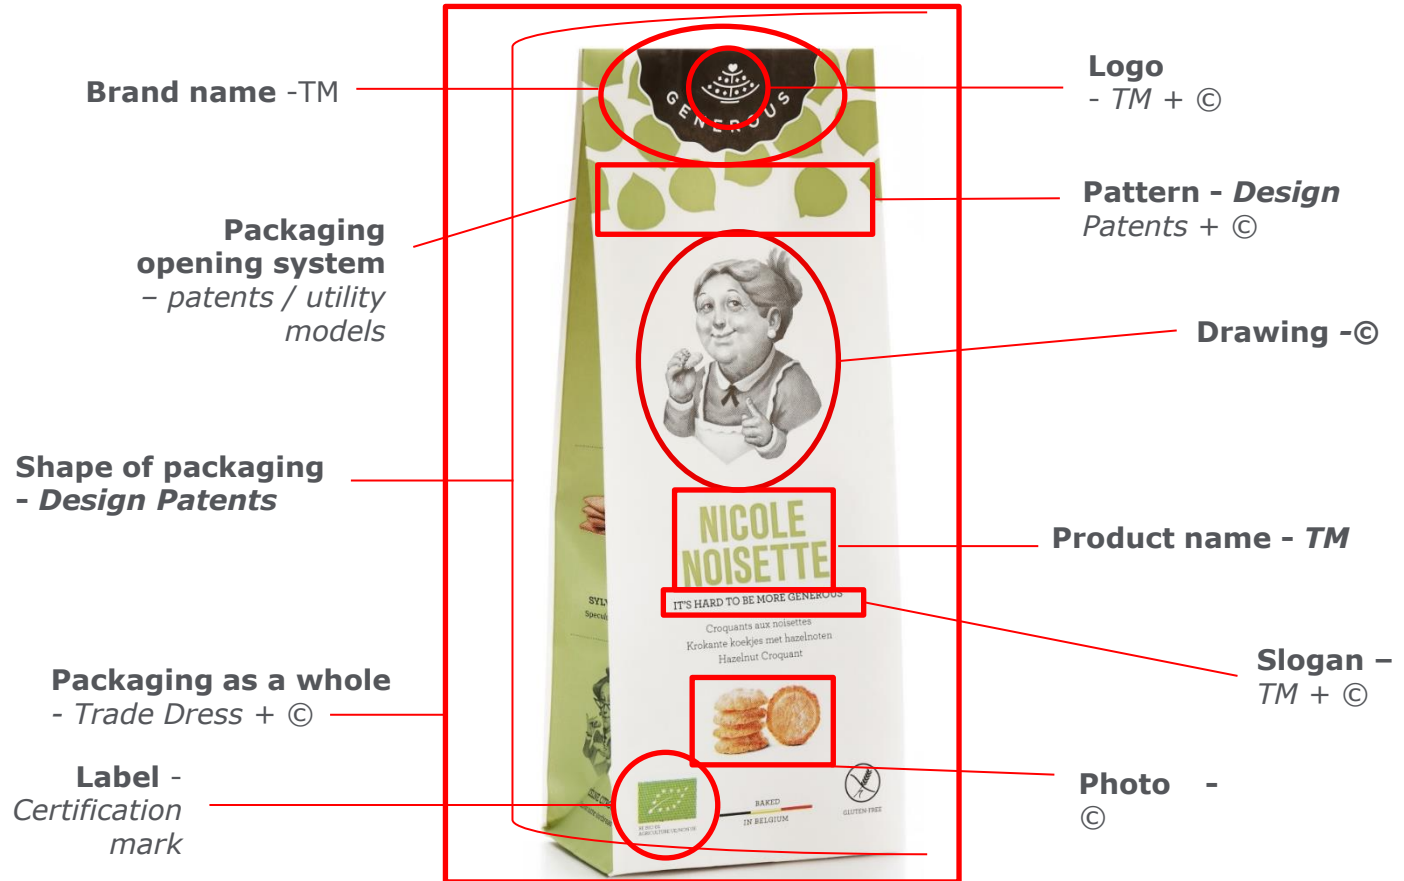 Brand name -TM
Packaging
opening system
– patents / utility
models
Shape of packaging
- Design Patents
Packaging as a whole
- Trade Dress + ©
Label -
Certification
mark
GENEROUS
NICOLE
NOISETTE
IT'S HARD TO BE MORE GENEROUS
Croquants aux noisettes
Krokante koekjes met hazelnoten
Hazelnut Croquant
BAKED
IN BELGIUM
GLUTEN FREE
Logo
- TM + ©
Pattern - Design
Patents + ©
Drawing -©
Product name - TM
Slogan –
TM + ©
Photo -
©